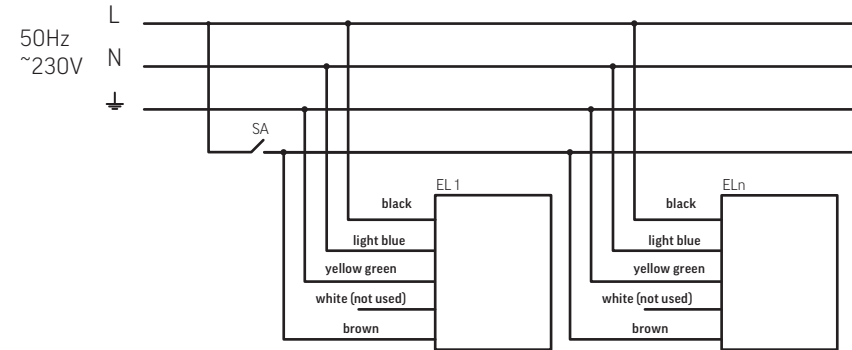 L
50Hz
~230V
N
SA
EL 1
black
light blue
yellow green
white (not used)
brown
ELn
black
light blue
yellow green
white (not used)
brown